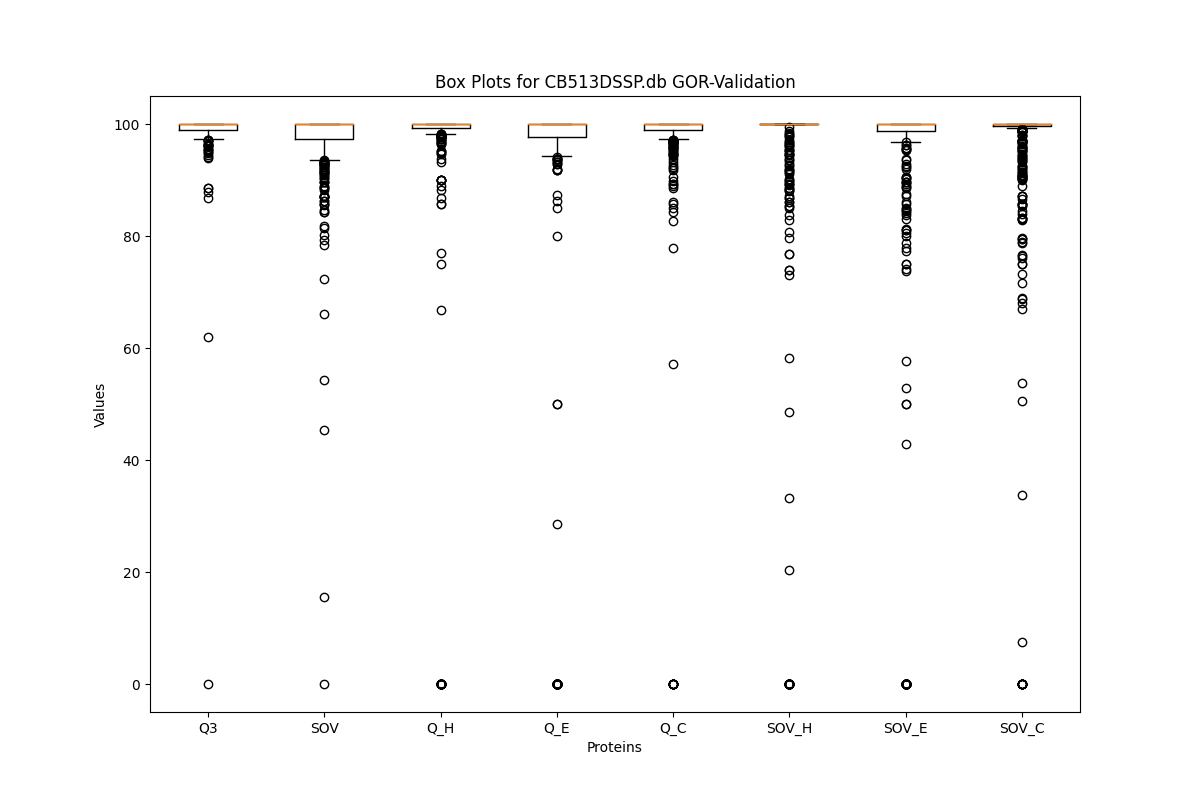 Box Plots for CB513DSSP.db GOR-Validation
100
80
60
40
20
0
Values
Q3 SOV Q_H Q_E Q_C SOV_H SOV_E SOV_C
Proteins